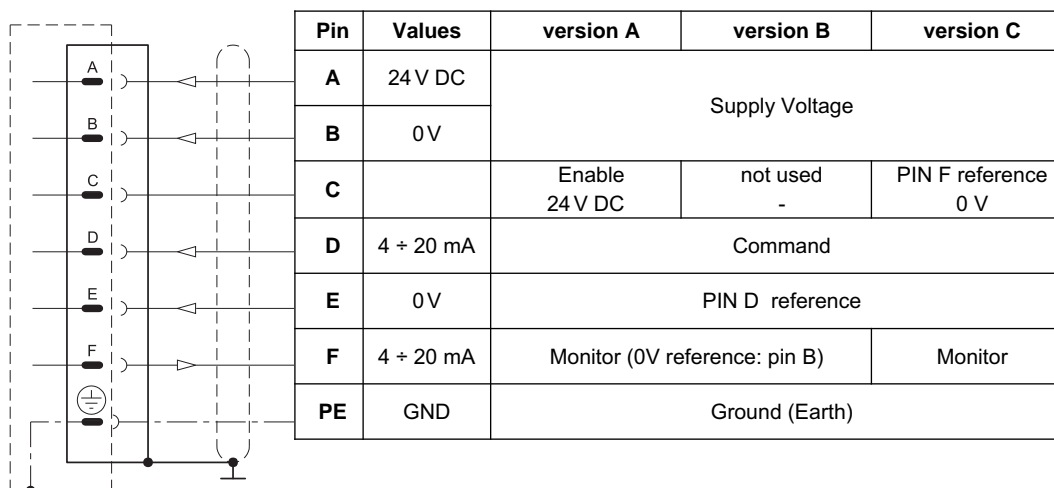 Pin Values version A version B version C
A
A 24 V DC
Supply Voltage
B
B 0 V
C
C Enable not used PIN F reference
24 V DC - 0 V
D
D 4 ÷ 20 mA Command
E
E 0 V PIN D reference
F
F 4 ÷ 20 mA Monitor (0V reference: pin B) Monitor
PE GND Ground (Earth)